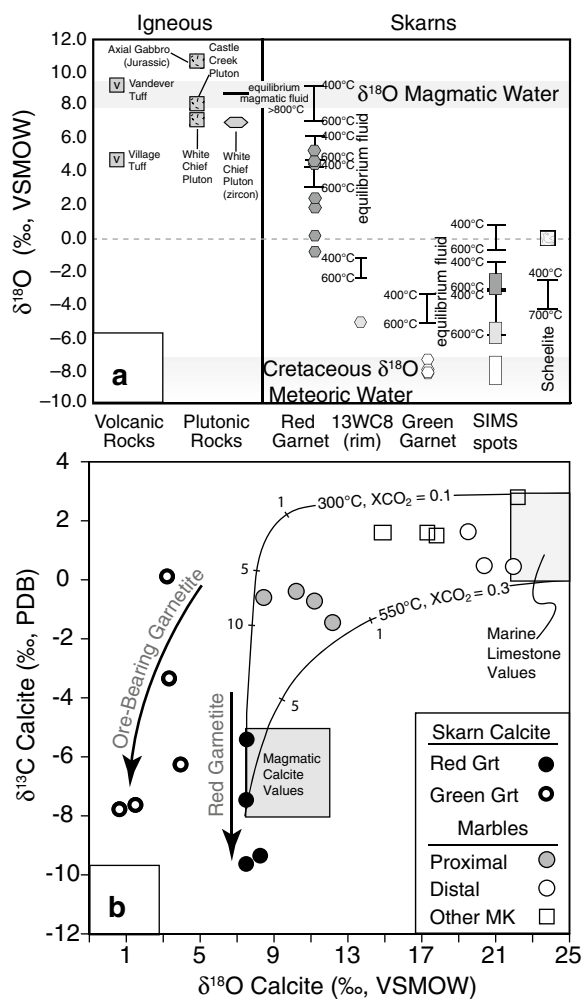 Igneous
Skarns
12.0
10.0
8.0
6.0
4.0
2.0
0.0
−2.0
−4.0
−6.0
−8.0
−10.0
δ18O (‰, VSMOW)
Axial Gabbro
(Jurassic)
Castle
Creek
Pluton
Vandever
Tuff
Village
Tuff
White
Chief
Pluton
White
Chief
Pluton
(zircon)
equilibrium
magmatic fluid
>800°C
δ18O Magmatic Water
400°C
600°C
400°C
600°C
400°C
600°C
equilibrium fluid
400°C
600°C
400°C
600°C
equilibrium fluid
400°C
600°C
400°C
600°C
400°C
600°C
400°C
700°C
Scheelite
Cretaceous δ18O
Meteoric Water
a
Volcanic
Rocks
Plutonic
Rocks
Red
Garnet
13WC8
(rim)
Green
Garnet
SIMS
spots
4
2
0
-2
-4
-6
-8
-10
-12
δ13C Calcite (‰, PDB)
1
300°C, XCO2 = 0.1
5
10
550°C, XCO2 = 0.3
1
5
Ore-Bearing Garnetite
Red Garnetite
Magmatic
Calcite
Values
Marine
Limestone
Values
Skarn Calcite
Red Grt
Green Grt
Marbles
Proximal
Distal
Other MK
b
1
5
9
13
17
21
25
δ18O Calcite (‰, VSMOW)